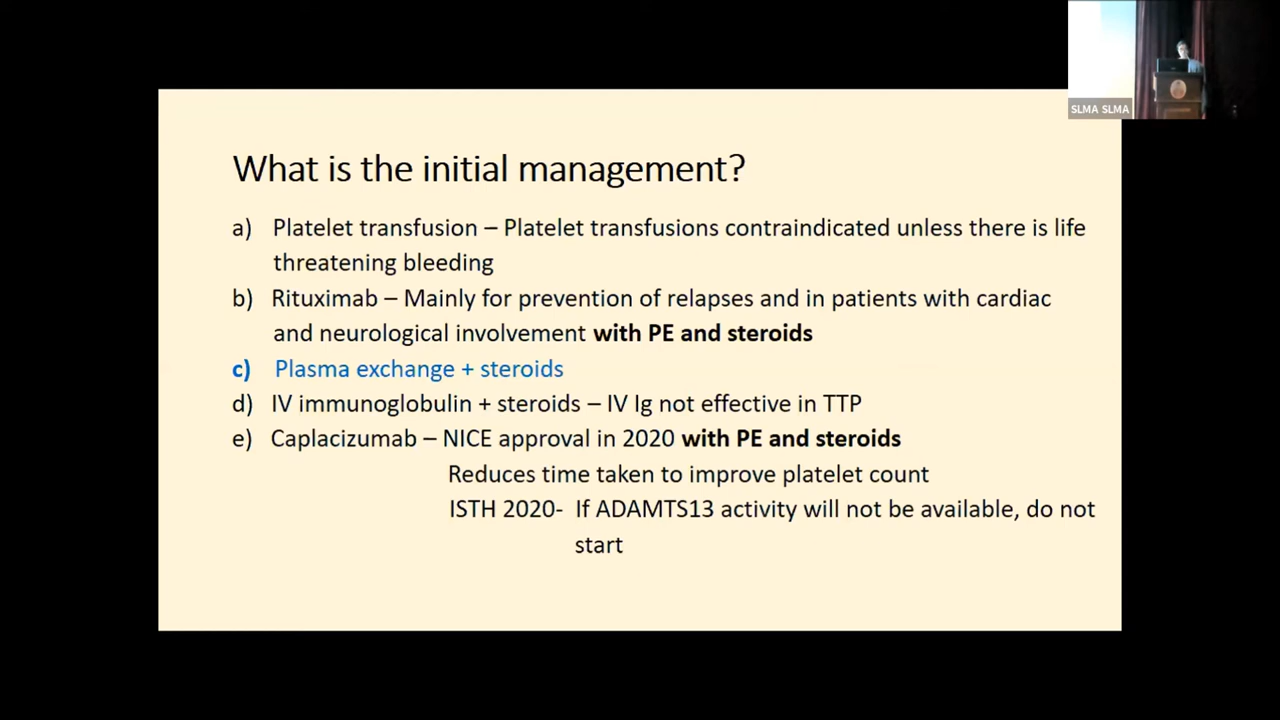 SLMA SLMA
What is the initial management?
a) Platelet transfusion – Platelet transfusions contraindicated unless there is life
threatening bleeding
b) Rituximab – Mainly for prevention of relapses and in patients with cardiac
and neurological involvement with PE and steroids
c) Plasma exchange + steroids
d) IV immunoglobulin + steroids – IV Ig not effective in TTP
e) Caplacizumab – NICE approval in 2020 with PE and steroids
Reduces time taken to improve platelet count
ISTH 2020- If ADAMTS13 activity will not be available, do not
start